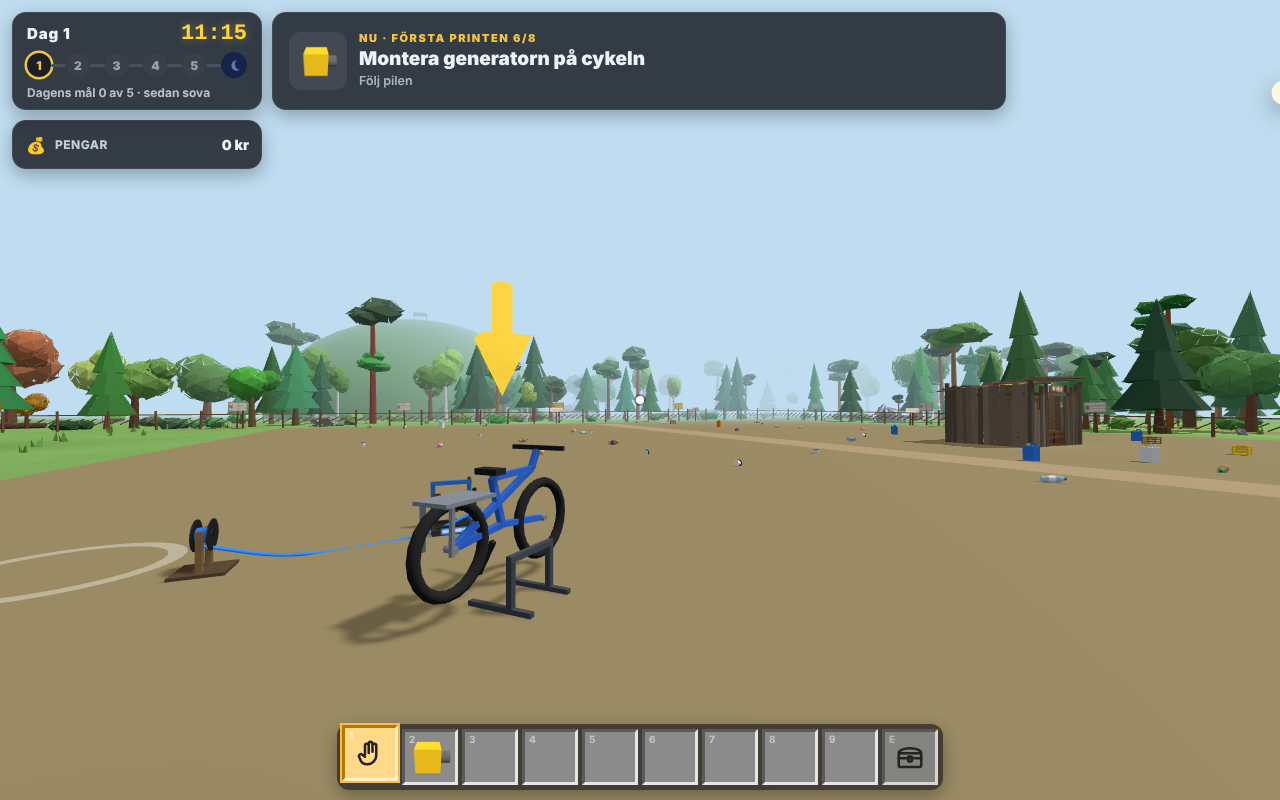 Dag 1
11:15
1 2 3 4 5
Dagens mål 0 av 5 · sedan sova
PENGAR
0 kr
NU · FÖRSTA PRINTEN 6/8
Montera generatorn på cykeln
Följ pilen
1 2 3 4 5 6 7 8 9 E